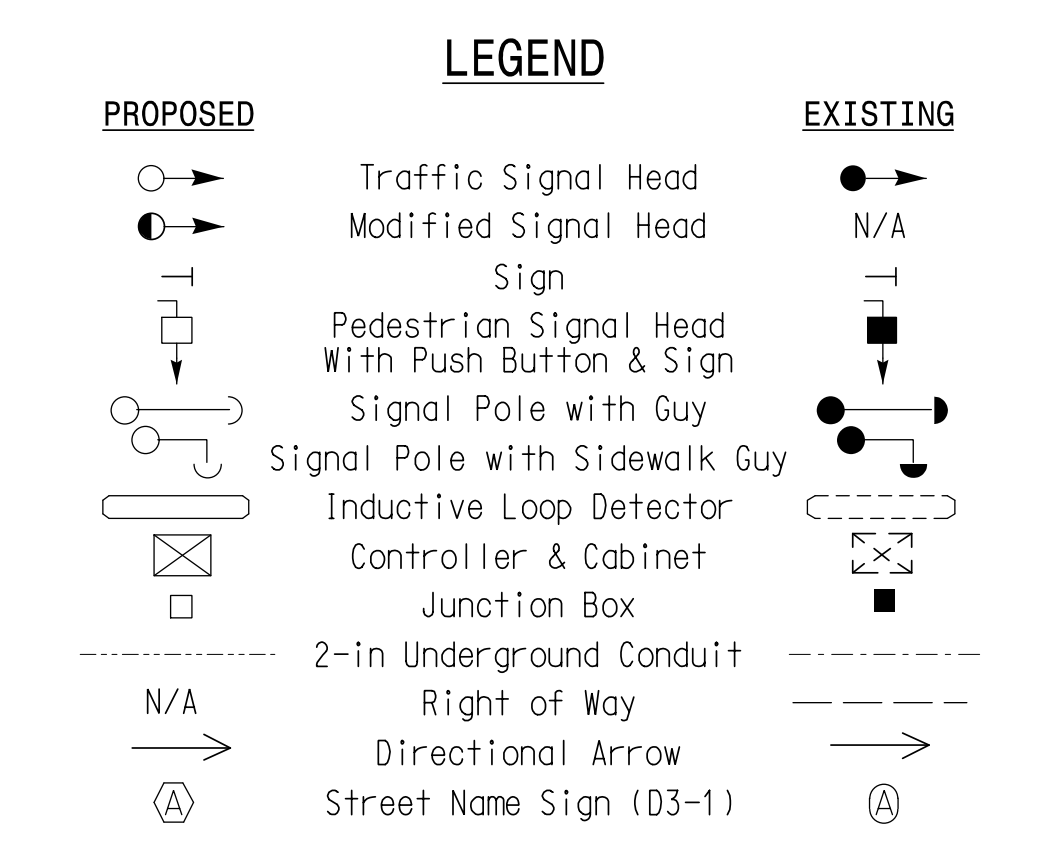 LEGEND
PROPOSED EXISTING
Traffic Signal Head
Modified Signal Head N/A
Sign
Pedestrian Signal Head
With Push Button & Sign
Signal Pole with Guy
Signal Pole with Sidewalk Guy
Inductive Loop Detector
Controller & Cabinet
Junction Box
2-in Underground Conduit
N/A Right of Way
Directional Arrow
A Street Name Sign (D3-1) A